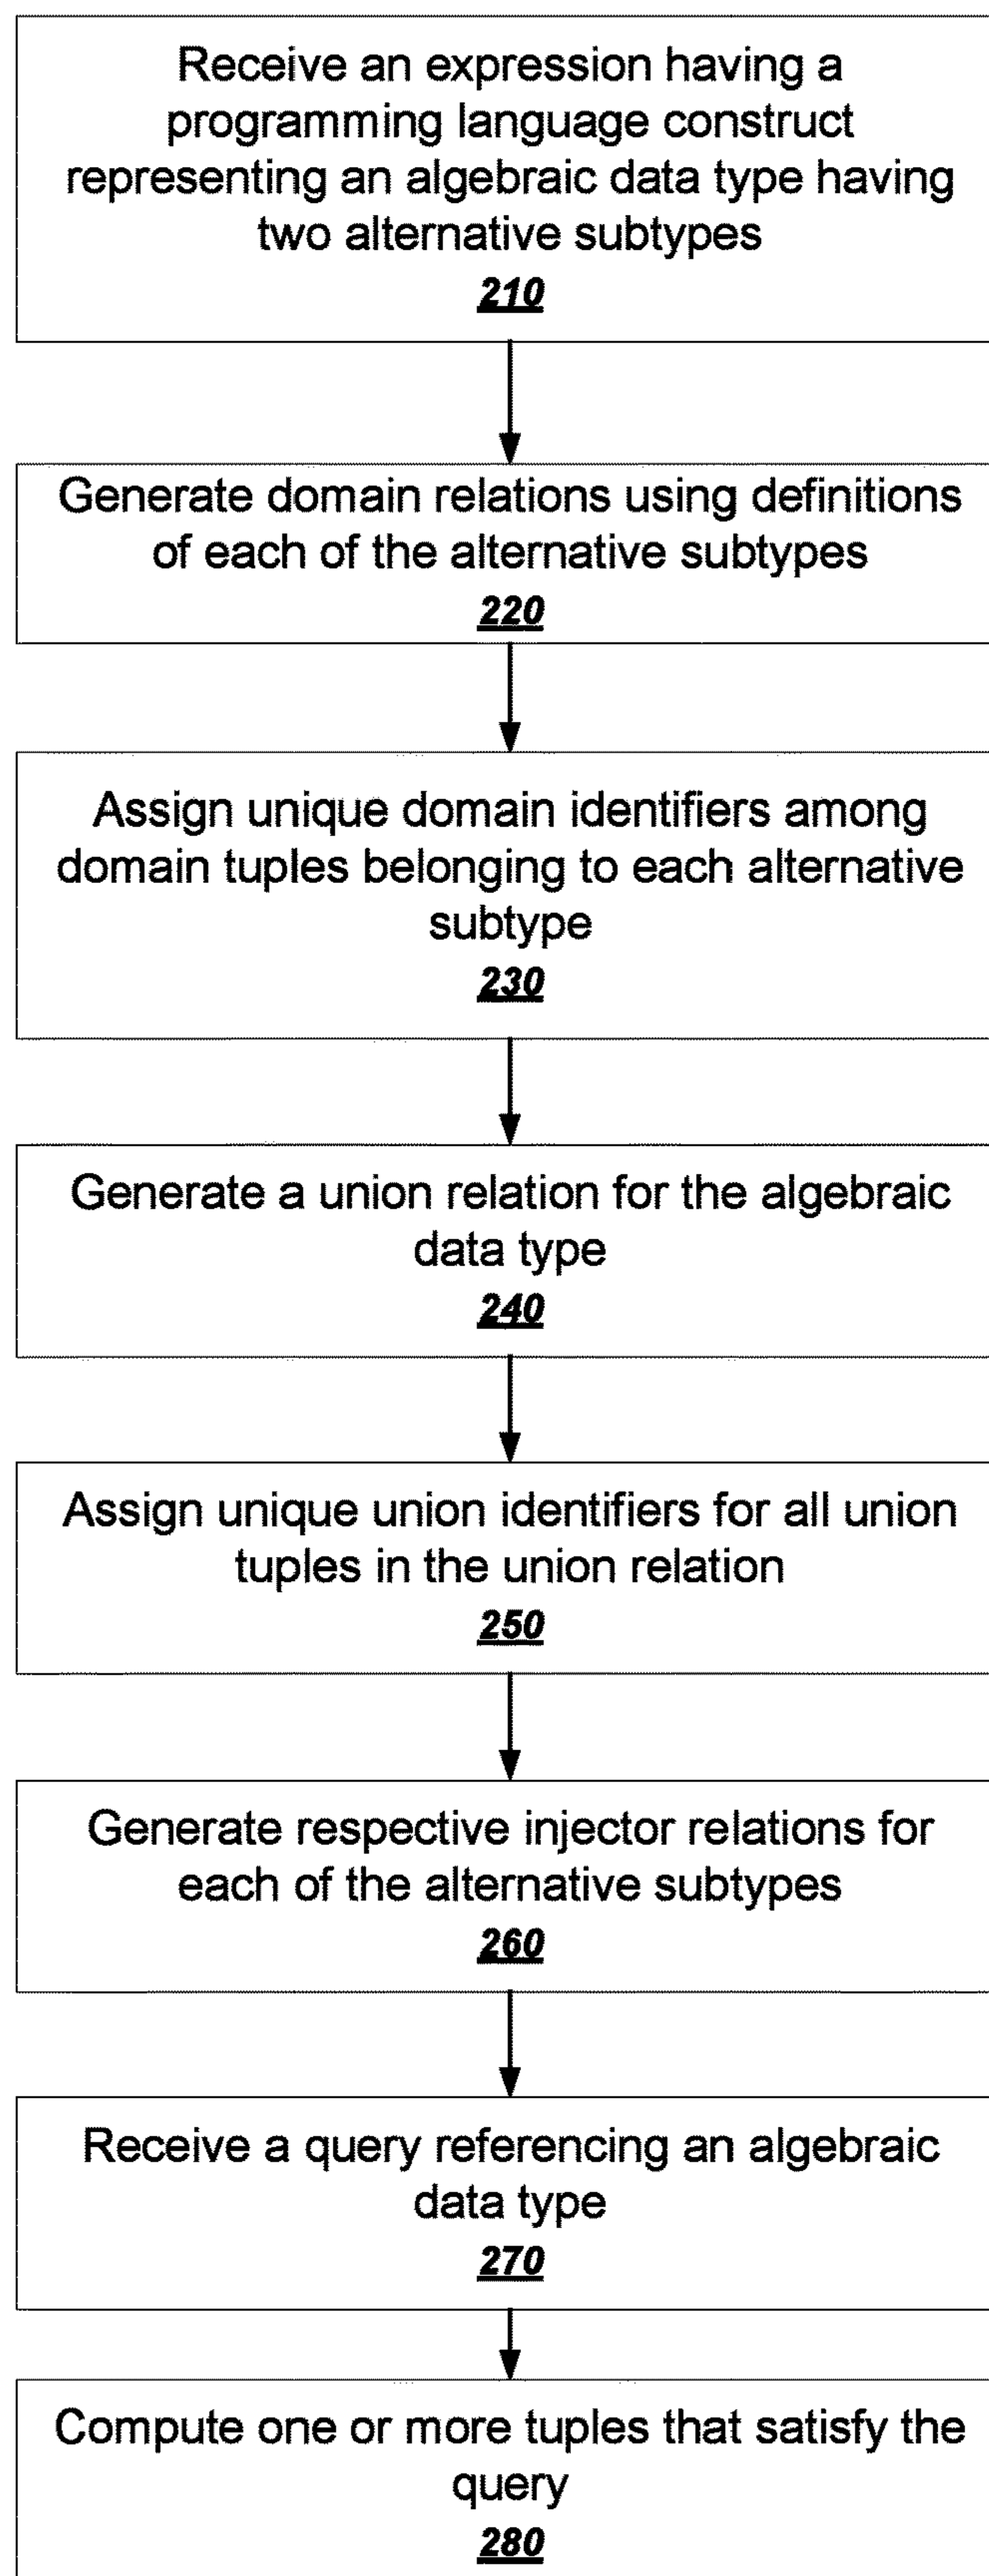 Receive an expression having a
programming language construct
representing an algebraic data type having
two alternative subtypes
210
Generate domain relations using definitions
of each of the alternative subtypes
220
Assign unique domain identifiers among
domain tuples belonging to each alternative
subtype
230
Generate a union relation for the algebraic
data type
240
Assign unique union identifiers for all union
tuples in the union relation
250
Generate respective injector relations for
each of the alternative subtypes
260
Receive a query referencing an algebraic
data type
270
Compute one or more tuples that satisfy the
query
280